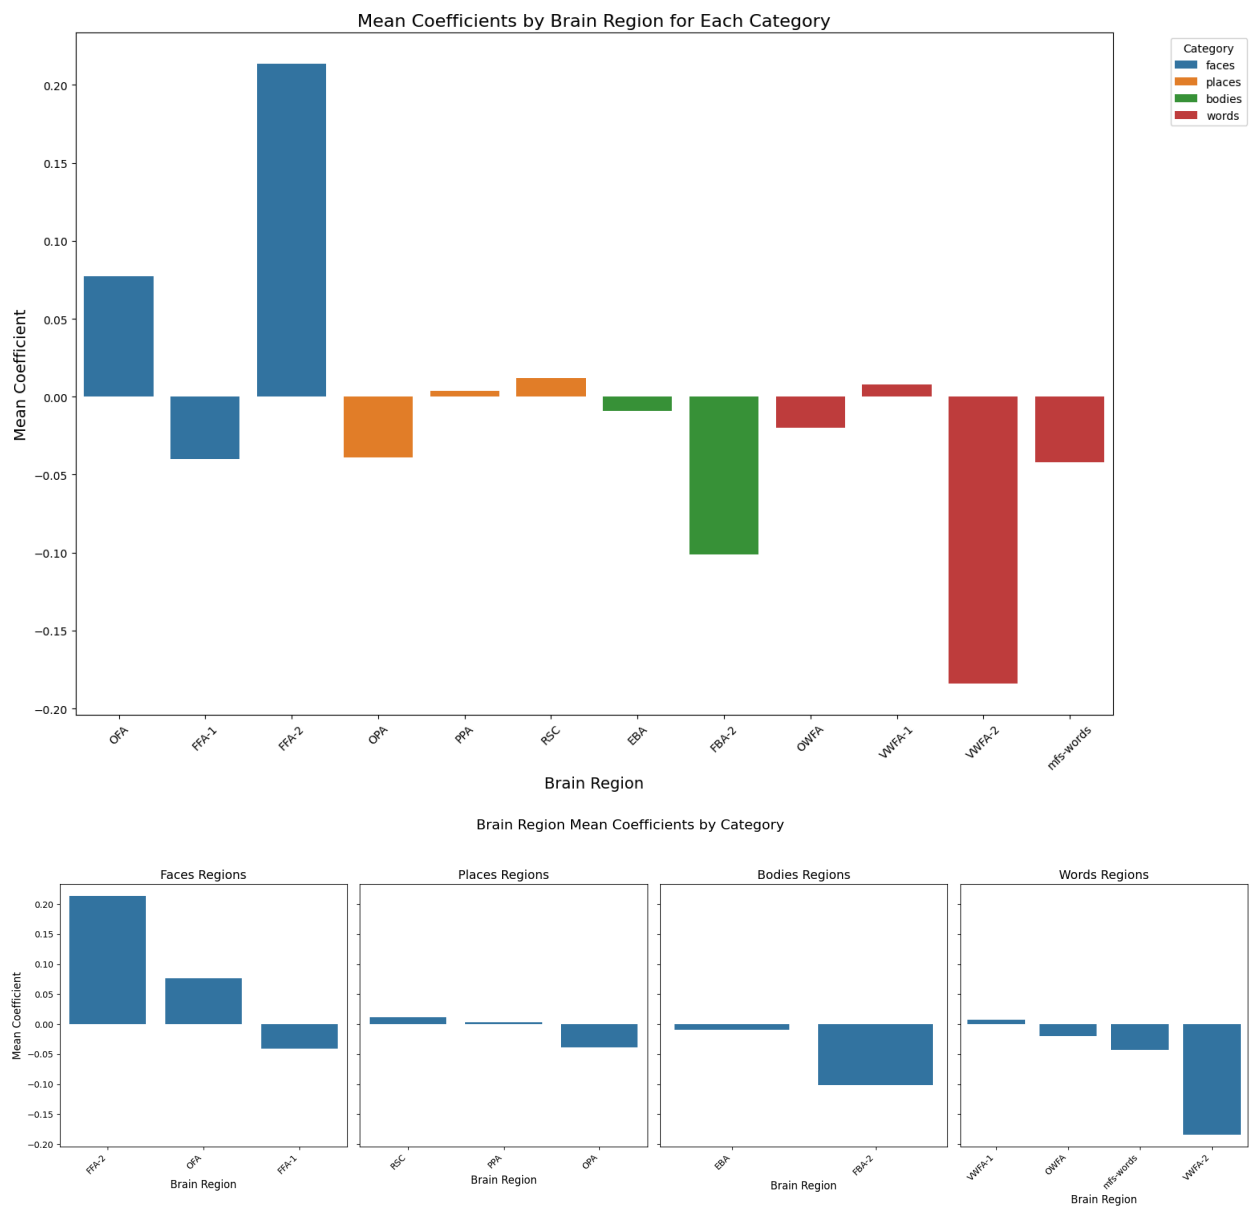 Mean Coefficients by Brain Region for Each Category
Category
faces
places
bodies
words
Mean Coefficient
0.20
0.15
0.10
0.05
0.00
−0.05
−0.10
−0.15
−0.20
OFA
FFA-1
FFA-2
OPA
PPA
RSC
EBA
FBA-2
OWFA
VWFA-1
VWFA-2
mfs-words
Brain Region
Brain Region Mean Coefficients by Category
Faces Regions
Mean Coefficient
0.20
0.15
0.10
0.05
0.00
−0.05
−0.10
−0.15
−0.20
FFA-2
OFA
FFA-1
Brain Region
Places Regions
RSC
PPA
OPA
Brain Region
Bodies Regions
EBA
FBA-2
Brain Region
Words Regions
VWFA-1
OWFA
mfs-words
VWFA-2
Brain Region